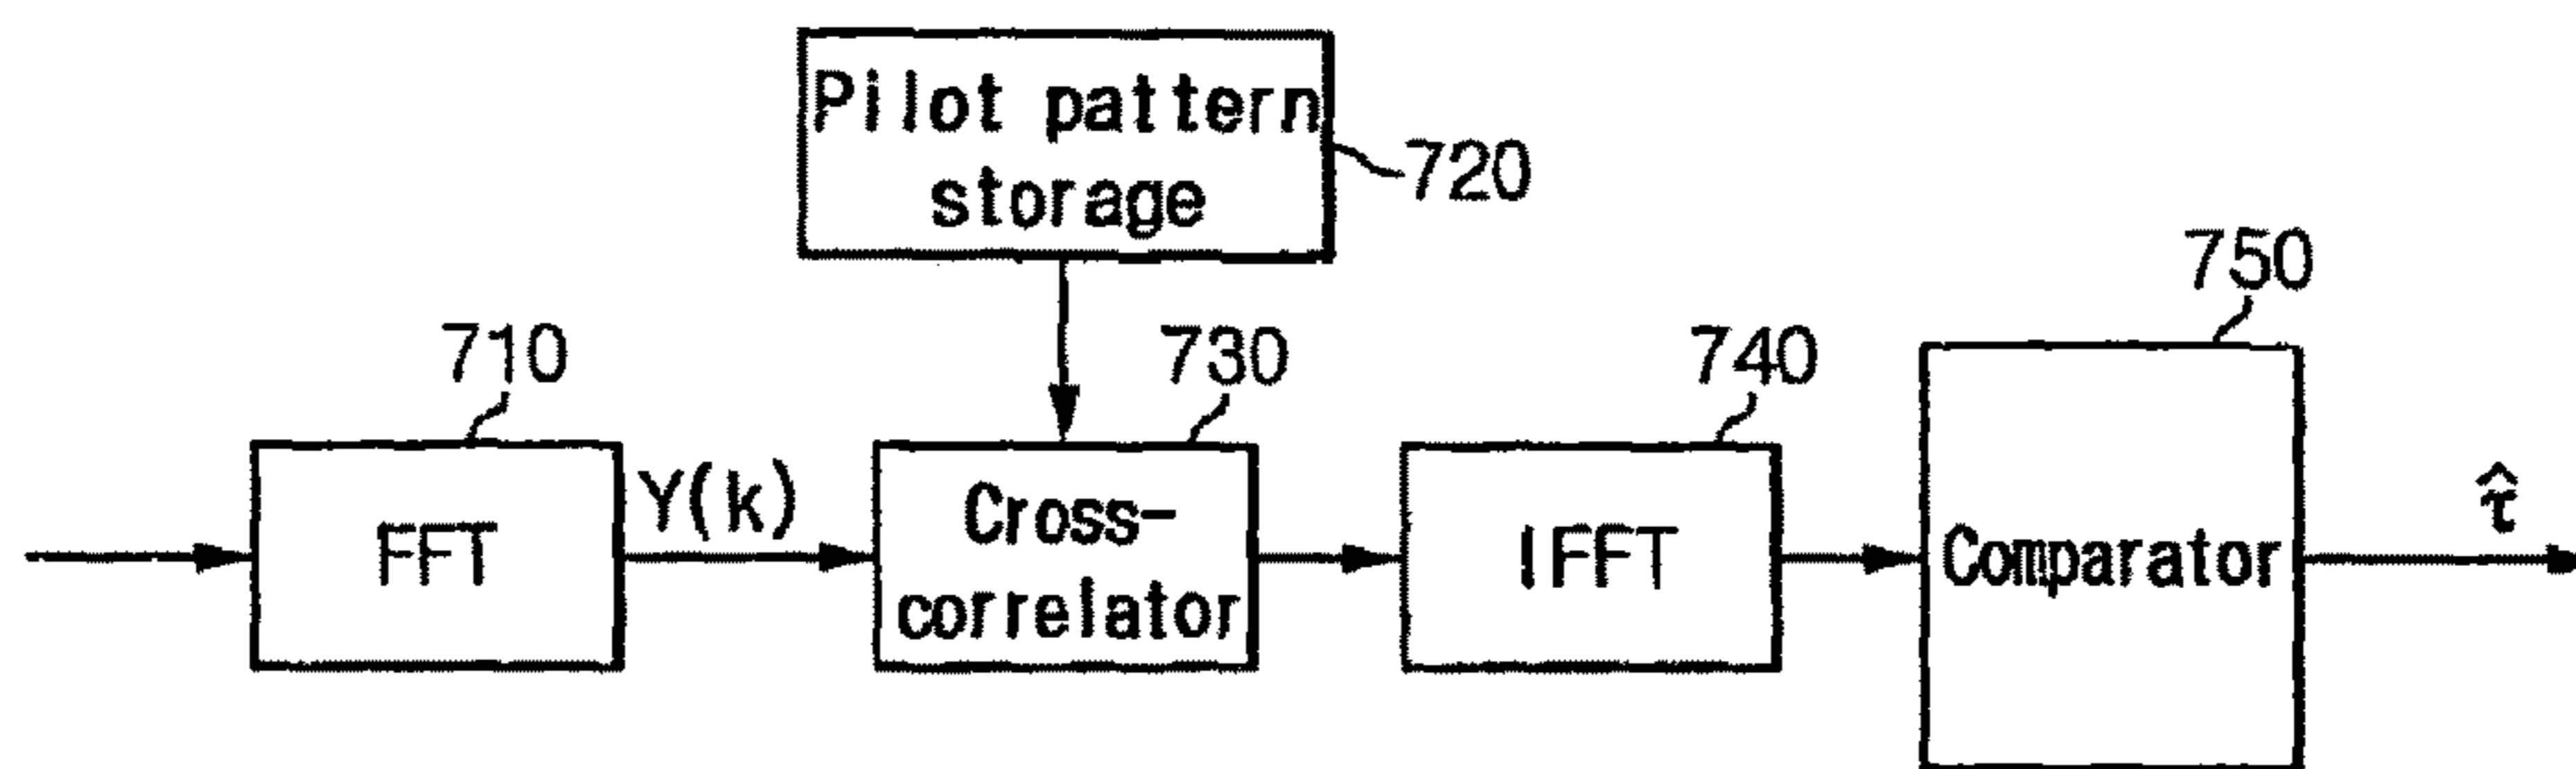 Pilot pattern
storage
720
750
710
730
740
FFT
Y(k)
Cross-
correlator
IFFT
Comparator
τ̂